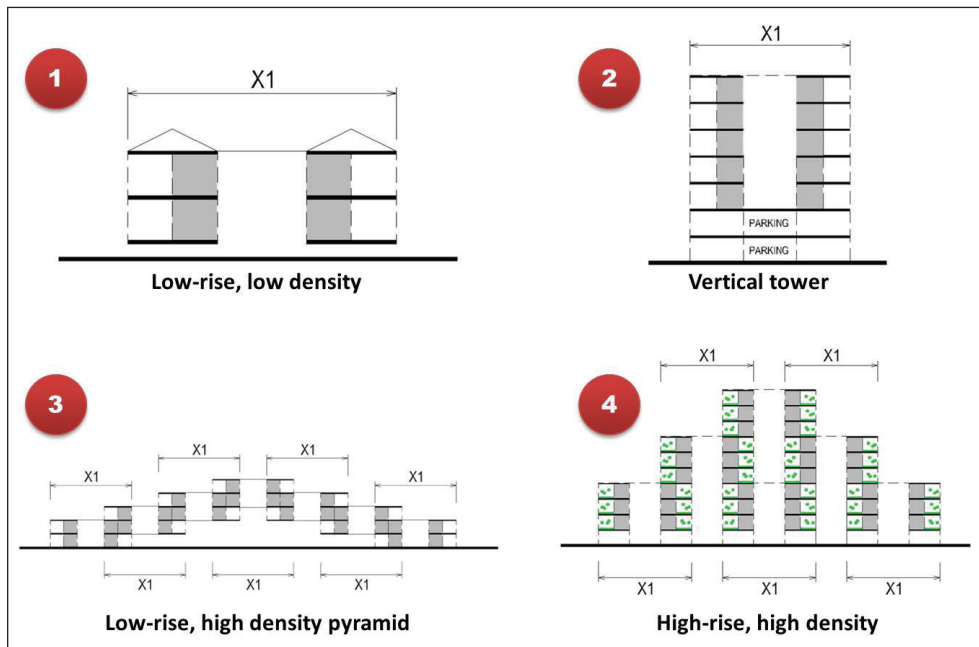 1
X1
Low-rise, low density
2
X1
PARKING
PARKING
Vertical tower
3
X1
X1
X1
X1
X1
X1
X1
Low-rise, high density pyramid
4
X1
X1
X1
X1
X1
High-rise, high density